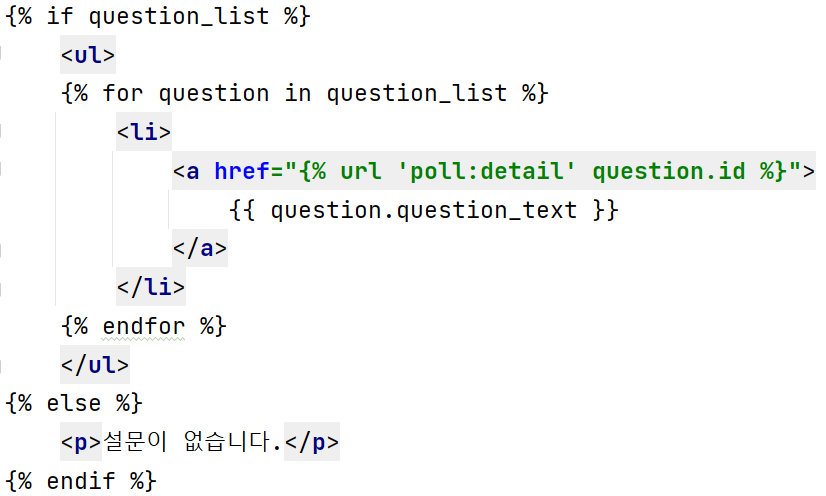 {% if question_list %}
<ul>
{% for question in question_list %}
<li>
<a href="{% url 'poll:detail' question.id %}">
{{ question.question_text }}
</a>
</li>
{% endfor %}
</ul>
{% else %}
<p>설문이 없습니다.</p>
{% endif %}